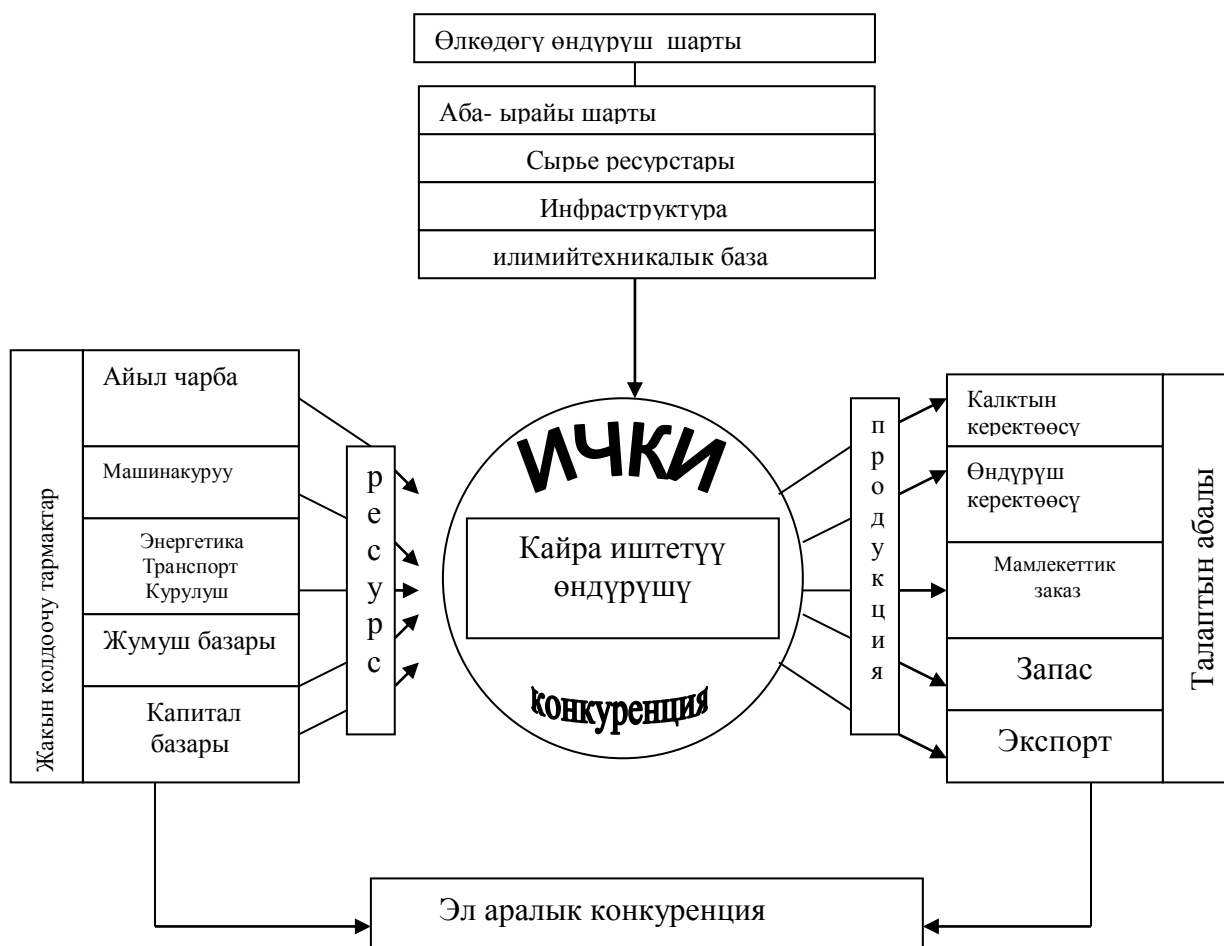 Өлкөдөгү өндүрүш шарты
Аба- ырайы шарты
Сырье ресурстары
Инфраструктура
илимийтехникалык база
Жакын колдоочу тармактар
Айыл чарба
Машинакуруу
Энергетика
Транспорт
Курулуш
Жумуш базары
Капитал
базары
ресурс
ИЧКИ
Кайра иштетүү
өндүрүшү
конкуренция
продукция
Калктын
керектөөсү
Өндүрүш
керектөөсү
Мамлекеттик
заказ
Запас
Экспорт
Талаптын абалы
Эл аралык конкуренция